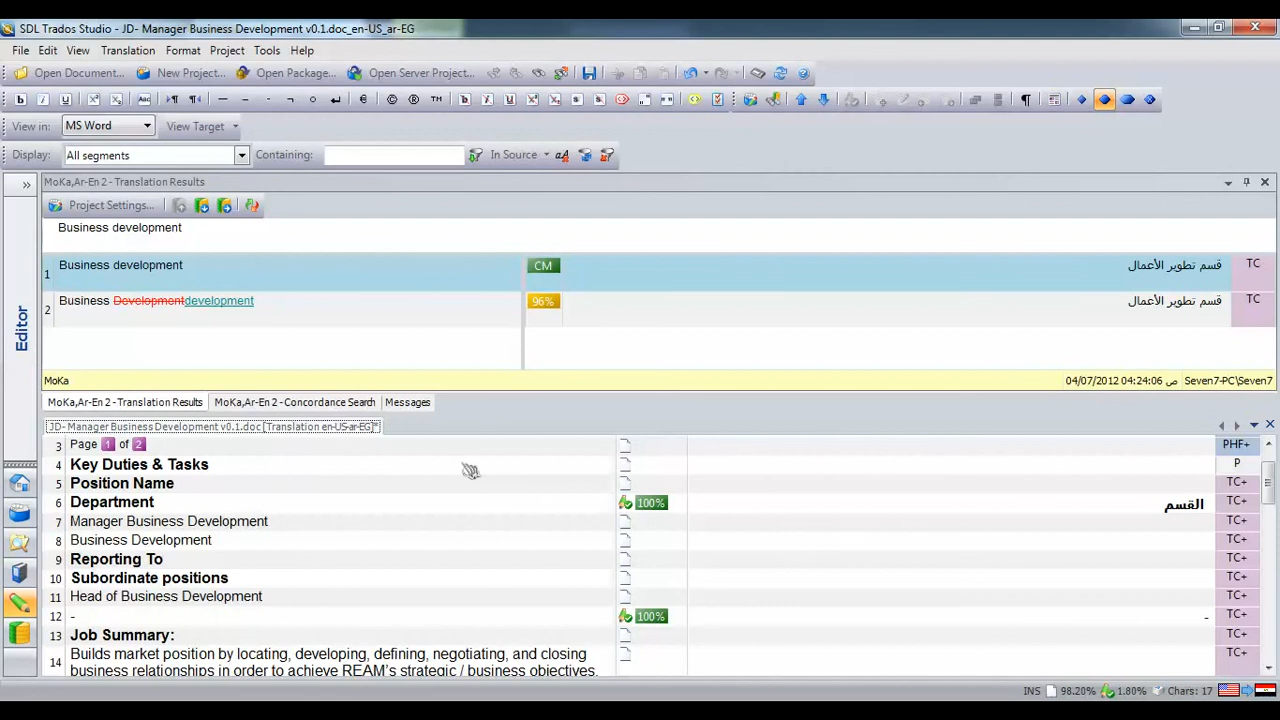 SDL Trados Studio - JD- Manager Business Development v0.1.doc_en-US_ar-EG
File Edit View Translation Format Project Tools Help
Open Document... New Project... Open Package... Open Server Project...
View in: MS Word View Target
Display: All segments Containing: In Source
MoKa,Ar-En 2 - Translation Results
Project Settings...
Business development
1 Business development CM قسم تطوير الأعمال TC
2 Business Developmentdevelopment 96% قسم تطوير الأعمال TC
MoKa 04/07/2012 04:24:06 ص Seven7-PC\Seven7
MoKa,Ar-En 2 - Translation Results MoKa,Ar-En 2 - Concordance Search Messages
JD- Manager Business Development v0.1.doc [Translation en-US-ar-EG]*
3 Page 1 of 2 PHF+
4 Key Duties & Tasks P
5 Position Name TC+
6 Department 100% القسم TC+
7 Manager Business Development TC+
8 Business Development TC+
9 Reporting To TC+
10 Subordinate positions TC+
11 Head of Business Development TC+
12 - 100% - TC+
13 Job Summary: TC+
14 Builds market position by locating, developing, defining, negotiating, and closing TC+
business relationships in order to achieve REAM's strategic / business objectives.
Editor
INS 98.20% 1.80% Chars: 17